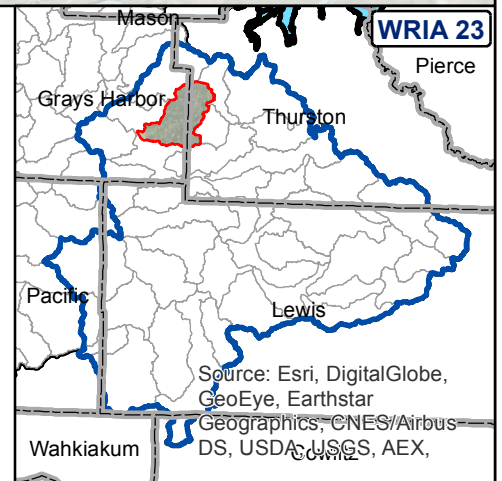 Mason
WRIA 23
Pierce
Grays Harbor
Thurston
Pacific
Lewis
Source: Esri, DigitalGlobe,
GeoEye, Earthstar
Geographics, CNES/Airbus
DS, USDA, USGS, AEX,
Wahkiakum
Cowlitz